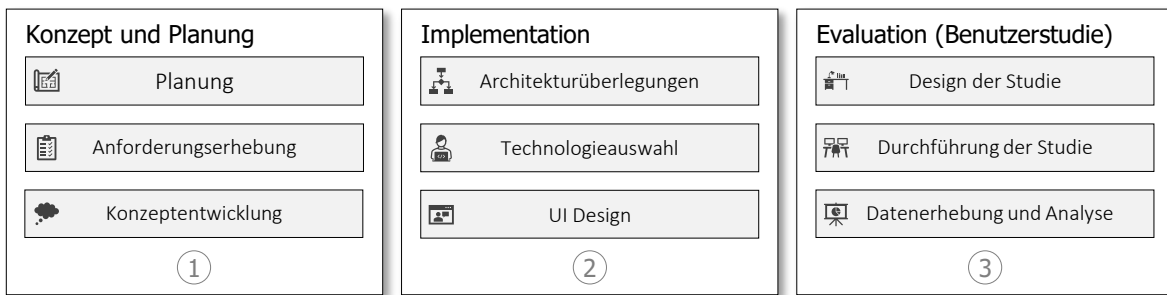 Konzept und Planung
Planung
Anforderungserhebung
Konzeptentwicklung
1
Implementation
Architekturüberlegungen
Technologieauswahl
UI Design
2
Evaluation (Benutzerstudie)
Design der Studie
Durchführung der Studie
Datenerhebung und Analyse
3